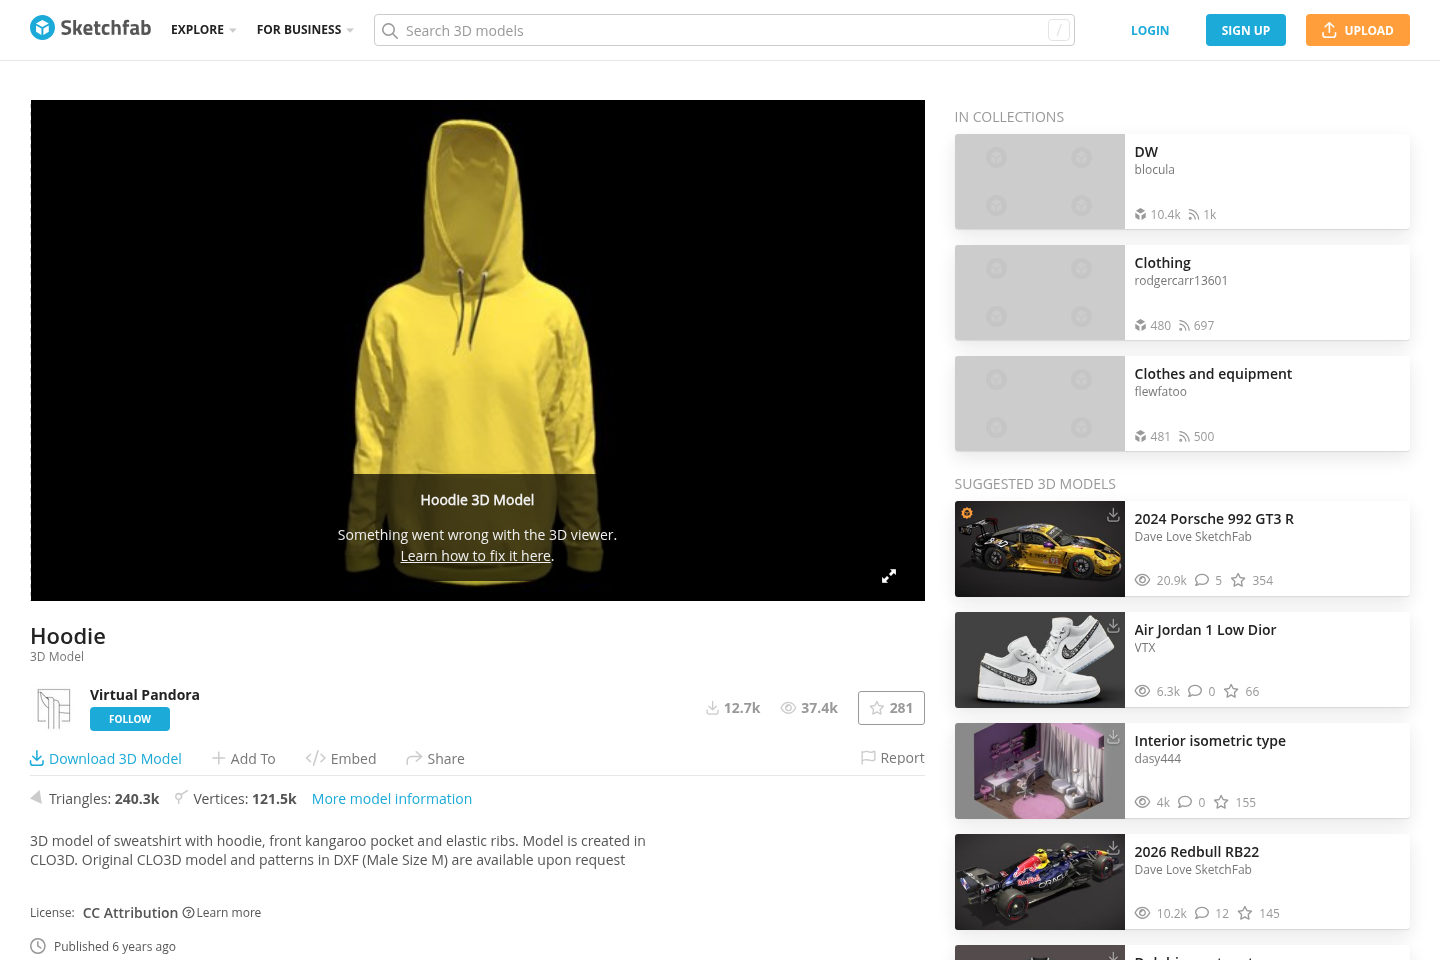 Sketchfab
EXPLORE
FOR BUSINESS
Search 3D models
/
LOGIN
SIGN UP
UPLOAD
Hoodie 3D Model
Something went wrong with the 3D viewer.
Learn how to fix it here.
Hoodie
3D Model
Virtual Pandora
FOLLOW
12.7k
37.4k
281
Download 3D Model
Add To
Embed
Share
Report
Triangles: 240.3k
Vertices: 121.5k
More model information
3D model of sweatshirt with hoodie, front kangaroo pocket and elastic ribs. Model is created in
CLO3D. Original CLO3D model and patterns in DXF (Male Size M) are available upon request
License: CC Attribution
Learn more
Published 6 years ago
IN COLLECTIONS
DW
blocula
10.4k 1k
Clothing
rodgercarr13601
480 697
Clothes and equipment
flewfatoo
481 500
SUGGESTED 3D MODELS
2024 Porsche 992 GT3 R
Dave Love SketchFab
20.9k 5 354
Air Jordan 1 Low Dior
VTX
6.3k 0 66
Interior isometric type
dasy444
4k 0 155
2026 Redbull RB22
Dave Love SketchFab
10.2k 12 145